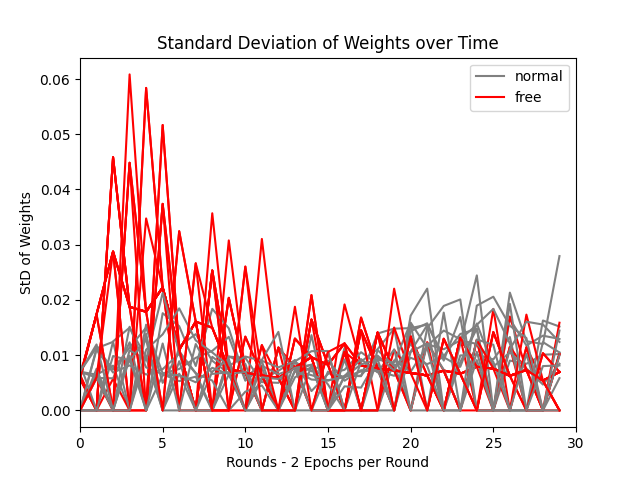 Standard Deviation of Weights over Time
normal
free
0.06
0.05
0.04
0.03
0.02
0.01
0.00
StD of Weights
0 5 10 15 20 25 30
Rounds - 2 Epochs per Round